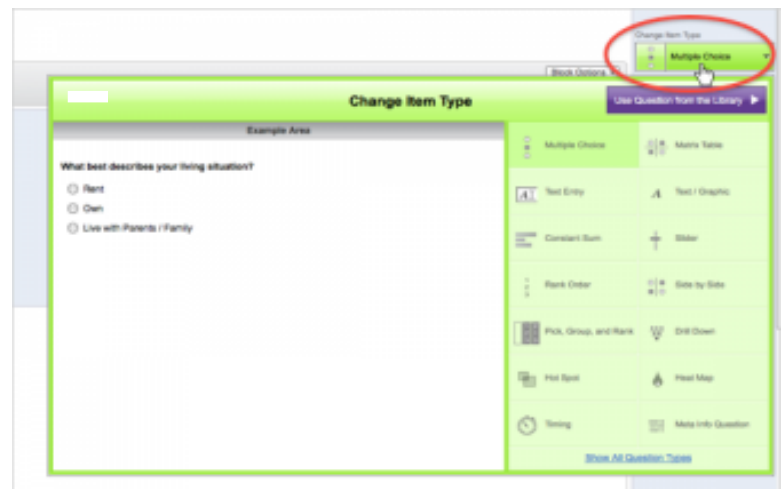 Change Item Type
Multiple Choice
Block Options
Change Item Type
Use Question from the Library
Example Area
What best describes your living situation?
Rent
Own
Live with Parents / Family
Multiple Choice
Matrix Table
Text Entry
Text / Graphic
Constant Sum
Slider
Rank Order
Side by Side
Pick, Group, and Rank
Drill Down
Hot Spot
Heat Map
Timing
Meta Info Question
Show All Question Types